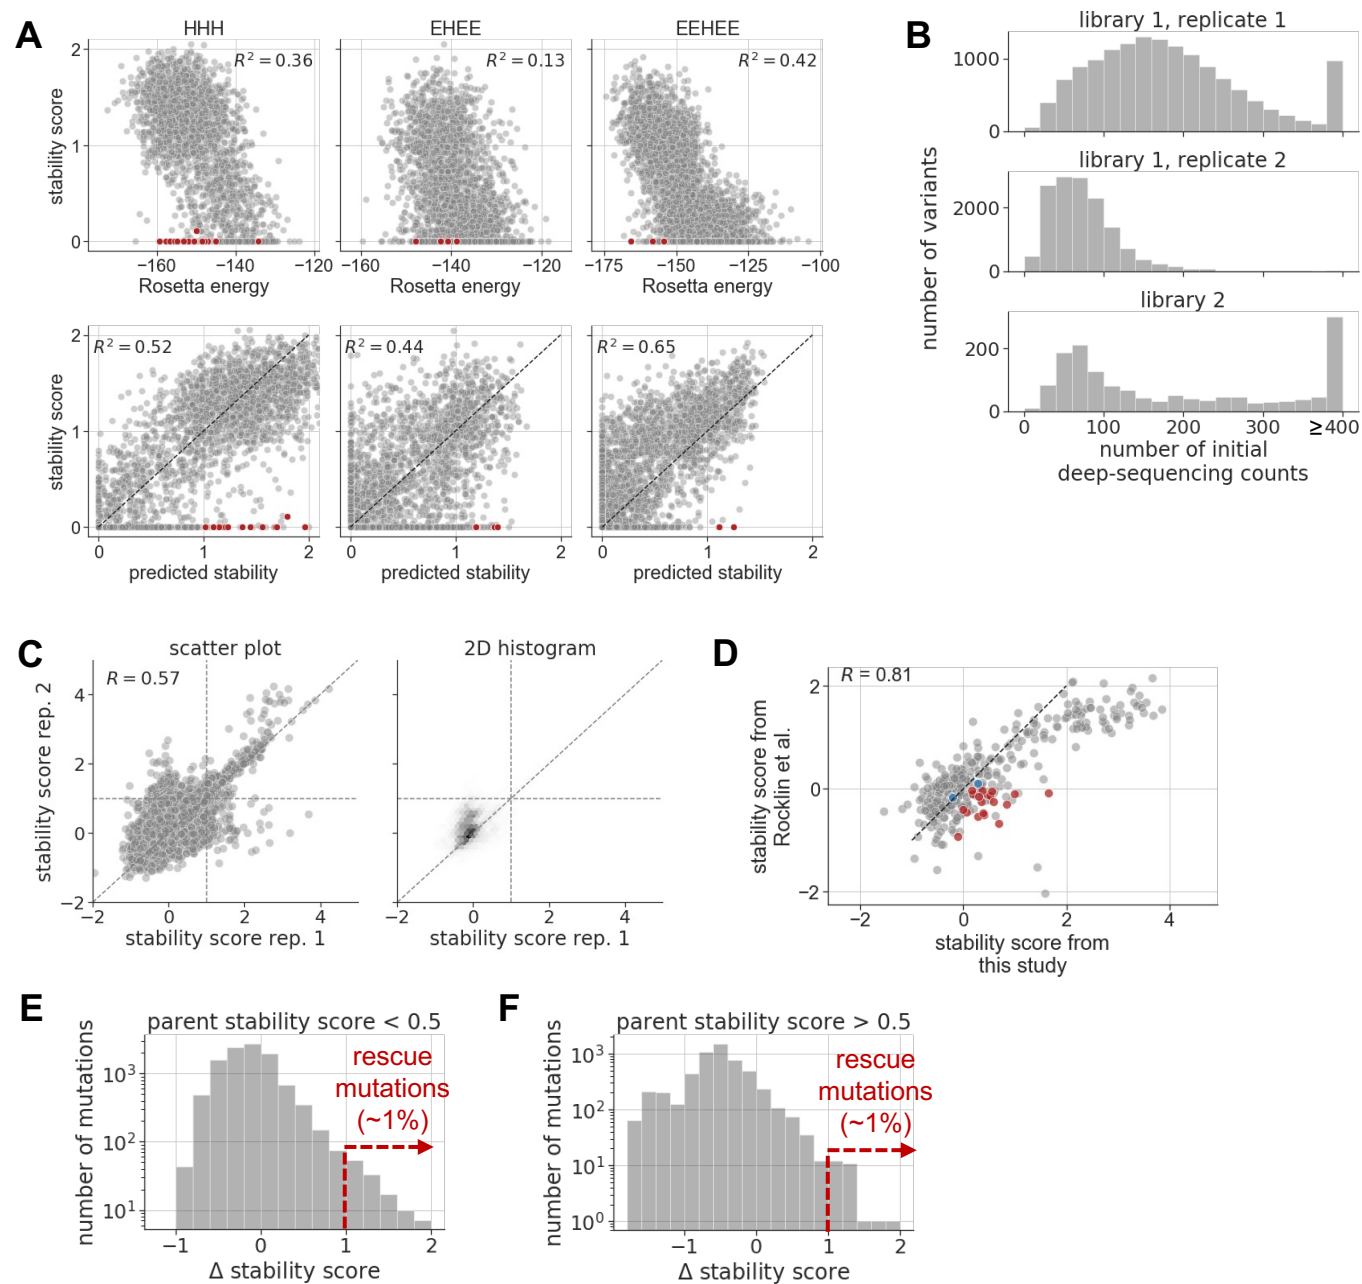 A
HHH
EHEE
EEHEE
stability score
2
1
0
R² = 0.36
R² = 0.13
R² = 0.42
−160 −140 −120
−160 −140 −120
−175 −150 −125 −100
Rosetta energy
Rosetta energy
Rosetta energy
stability score
2
1
0
R² = 0.52
R² = 0.44
R² = 0.65
0 1 2
0 1 2
0 1 2
predicted stability
predicted stability
predicted stability
B
number of variants
library 1, replicate 1
1000
0
library 1, replicate 2
2000
0
library 2
200
0
0 100 200 300 ≥400
number of initial
deep-sequencing counts
C
scatter plot
2D histogram
R = 0.57
stability score rep. 2
4
2
0
−2
−2 0 2 4
−2 0 2 4
stability score rep. 1
stability score rep. 1
D
R = 0.81
stability score from
Rocklin et al.
2
0
−2
−2 0 2 4
stability score from
this study
E
parent stability score < 0.5
number of mutations
10³
10²
10¹
rescue
mutations
(~1%)
−1 0 1 2
Δ stability score
F
parent stability score > 0.5
number of mutations
10³
10²
10¹
10⁰
rescue
mutations
(~1%)
−1 0 1 2
Δ stability score